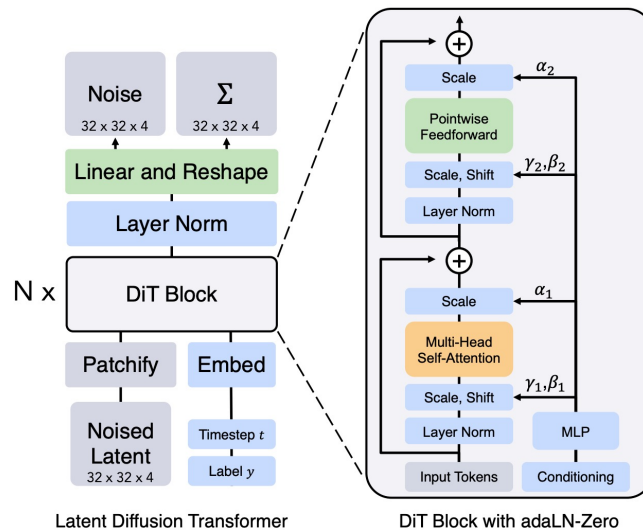 Noise
32 x 32 x 4
Σ
32 x 32 x 4
Linear and Reshape
Layer Norm
N x
DiT Block
Patchify
Embed
Noised
Latent
32 x 32 x 4
Timestep t
Label y
Latent Diffusion Transformer
+
Scale
α₂
Pointwise
Feedforward
Scale, Shift
γ₂,β₂
Layer Norm
+
Scale
α₁
Multi-Head
Self-Attention
Scale, Shift
γ₁,β₁
Layer Norm
MLP
Input Tokens
Conditioning
DiT Block with adaLN-Zero